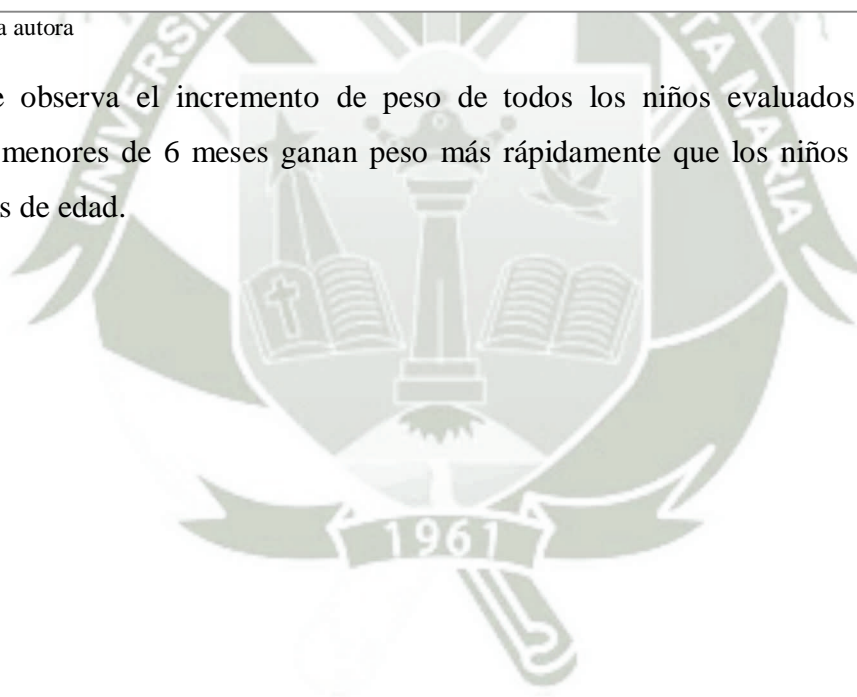 a autora
e observa el incremento de peso de todos los niños evaluados
menores de 6 meses ganan peso más rápidamente que los niños
s de edad.
1961